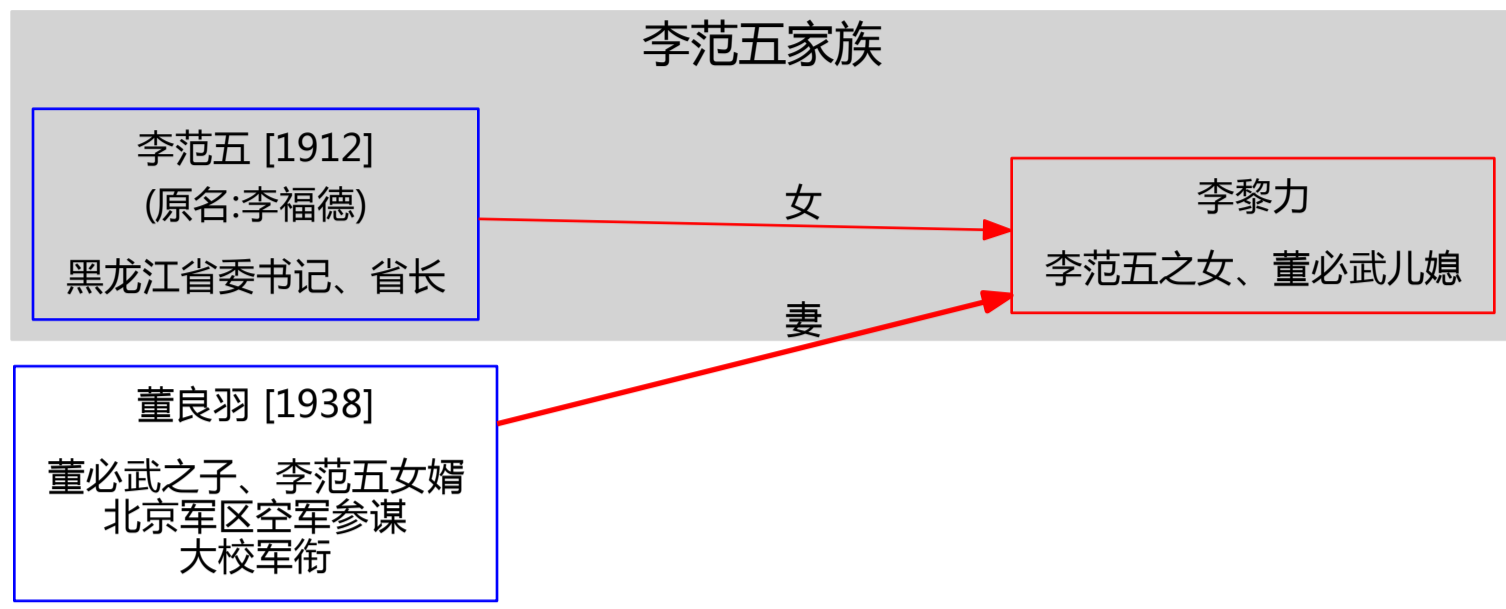 李范五家族
李范五 [1912]
(原名:李福德)
黑龙江省委书记、省长
女
李黎力
李范五之女、董必武儿媳
妻
董良羽 [1938]
董必武之子、李范五女婿
北京军区空军参谋
大校军衔